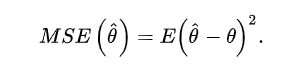 MSE(θ̂) = E(θ̂ − θ)².